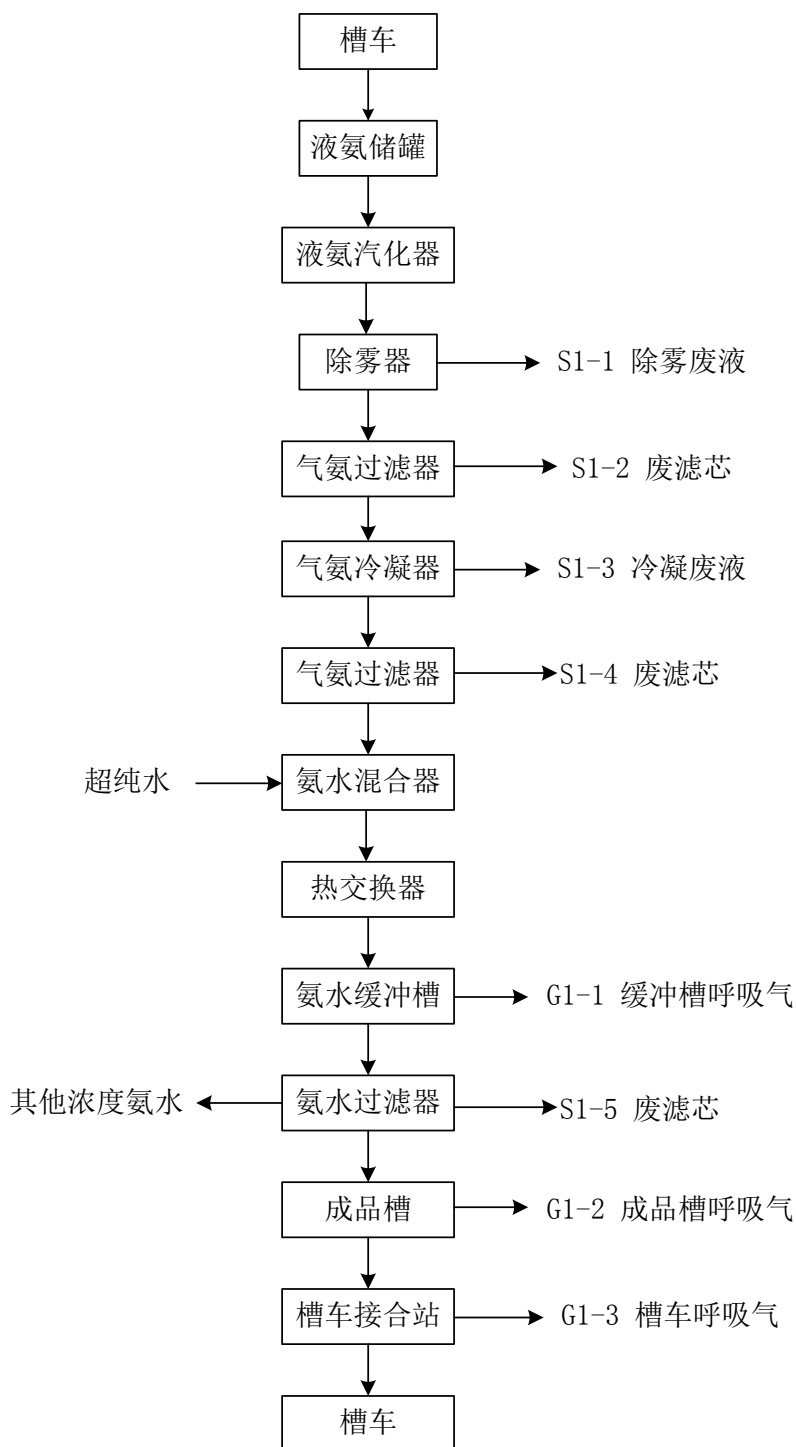 槽车
液氨储罐
液氨汽化器
除雾器
S1-1 除雾废液
气氨过滤器
S1-2 废滤芯
气氨冷凝器
S1-3 冷凝废液
气氨过滤器
S1-4 废滤芯
超纯水
氨水混合器
热交换器
氨水缓冲槽
G1-1 缓冲槽呼吸气
其他浓度氨水
氨水过滤器
S1-5 废滤芯
成品槽
G1-2 成品槽呼吸气
槽车接合站
G1-3 槽车呼吸气
槽车